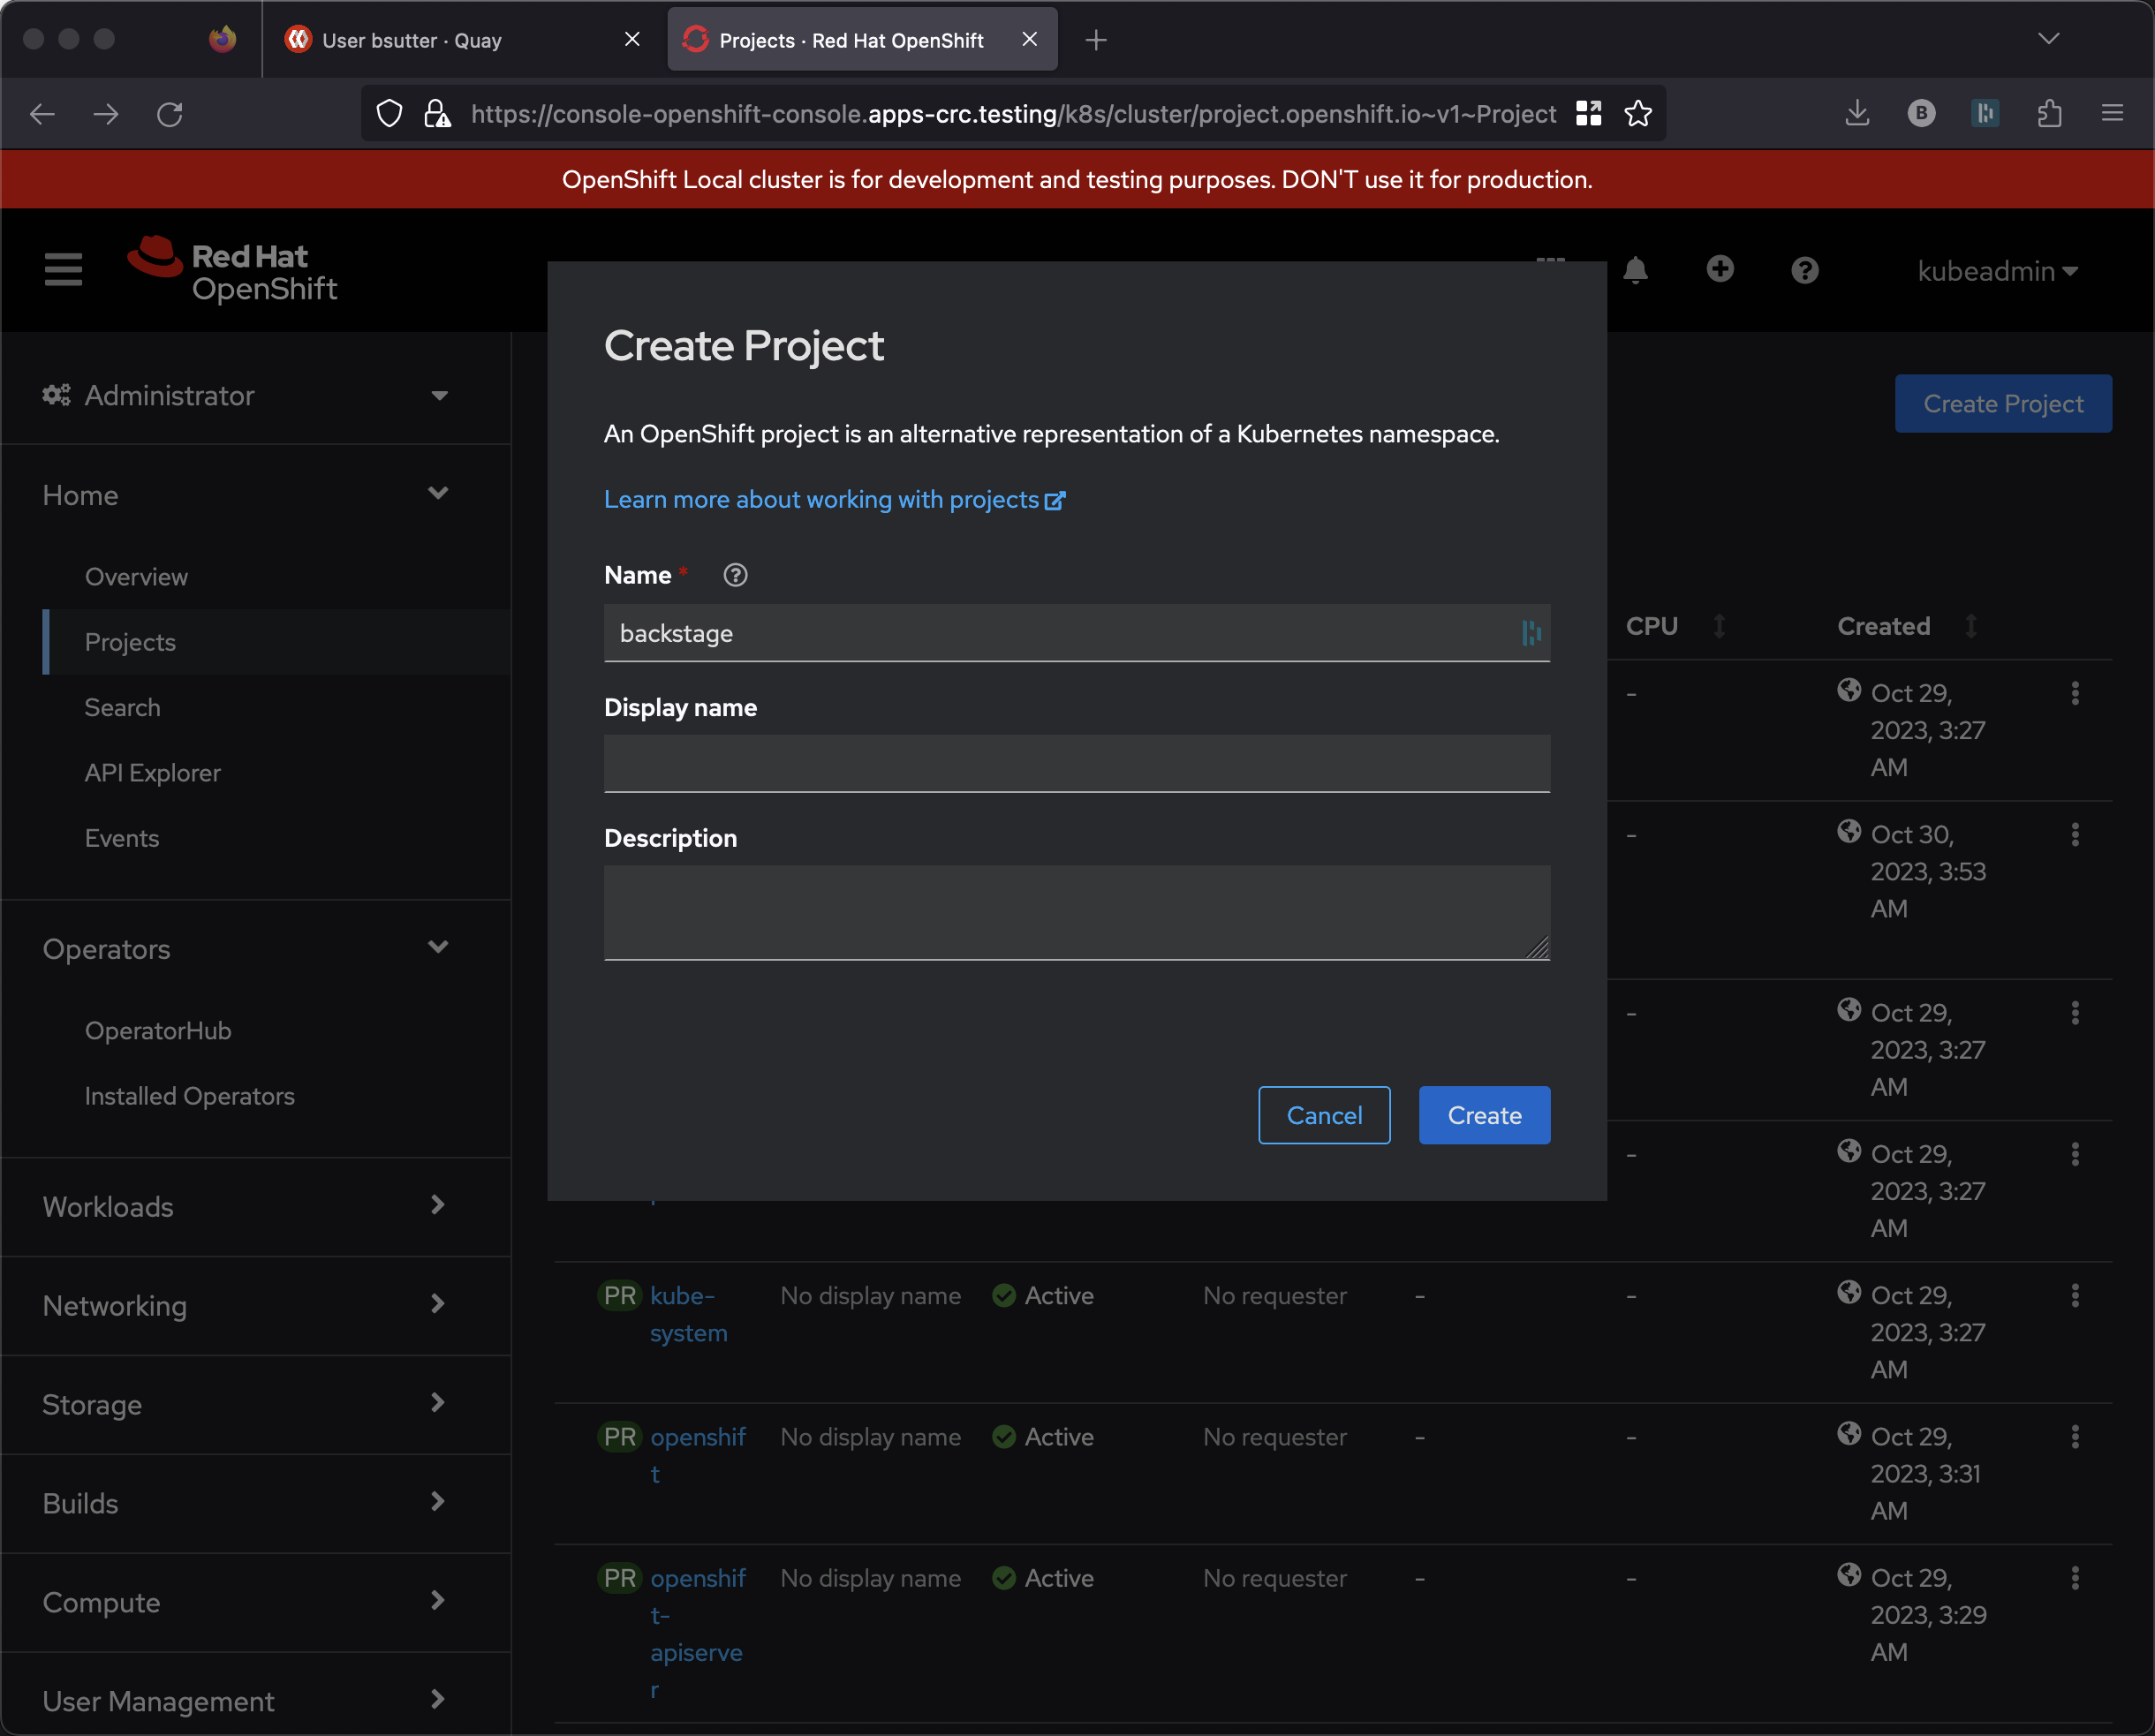 User bsutter · Quay
Projects · Red Hat OpenShift
https://console-openshift-console.apps-crc.testing/k8s/cluster/project.openshift.io~v1~Project
B
OpenShift Local cluster is for development and testing purposes. DON'T use it for production.
Red Hat
OpenShift
kubeadmin
Administrator
Home
Overview
Projects
Search
API Explorer
Events
Operators
OperatorHub
Installed Operators
Workloads
Networking
Storage
Builds
Compute
User Management
Create Project
Create Project
An OpenShift project is an alternative representation of a Kubernetes namespace.
Learn more about working with projects
Name *
backstage
Display name
Description
Cancel
Create
CPU
Created
-
Oct 29,
2023, 3:27
AM
-
Oct 30,
2023, 3:53
AM
-
Oct 29,
2023, 3:27
AM
-
Oct 29,
2023, 3:27
AM
PR kube- No display name Active No requester - - Oct 29,
system 2023, 3:27
AM
PR openshif No display name Active No requester - - Oct 29,
t 2023, 3:31
AM
PR openshif No display name Active No requester - - Oct 29,
t- 2023, 3:29
apiserve AM
r